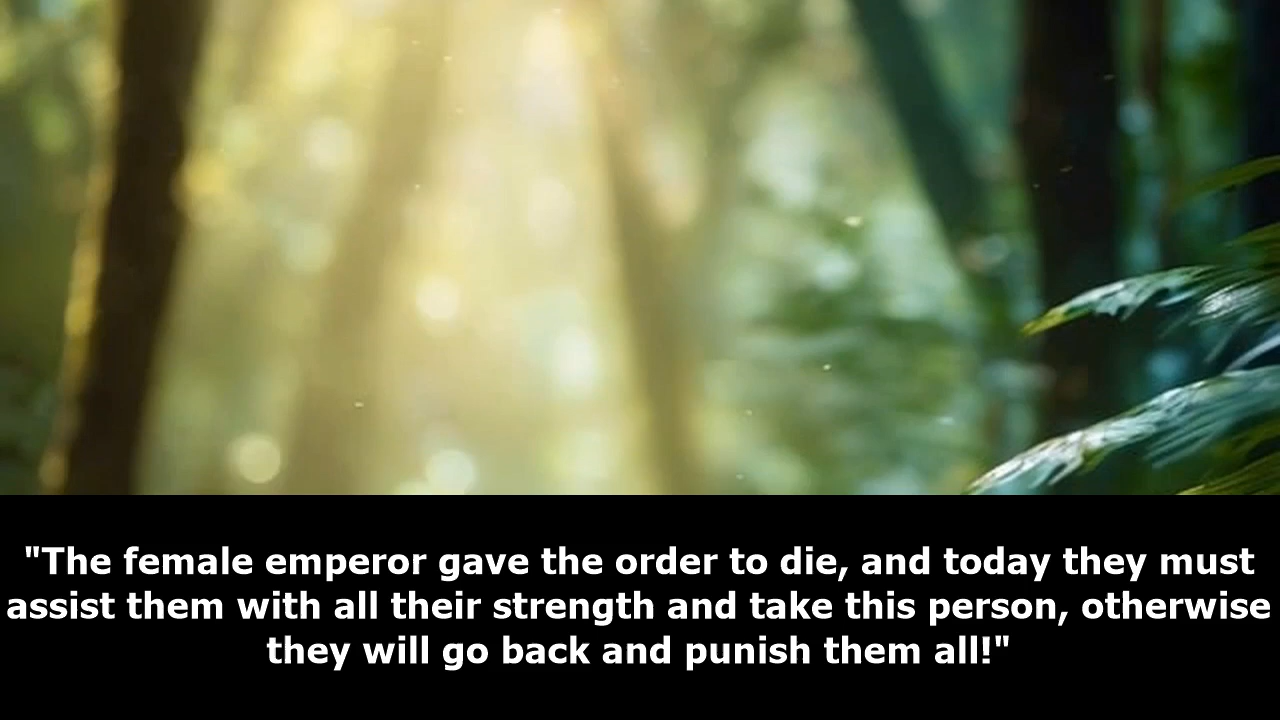 "The female emperor gave the order to die, and today they must
assist them with all their strength and take this person, otherwise
they will go back and punish them all!"